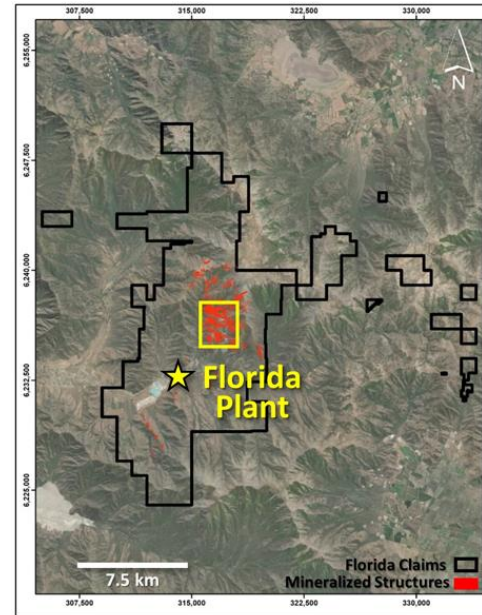 307,500 315,000 322,500 330,000
6,255,000
N
6,247,500
6,240,000
6,232,500
Florida
Plant
6,225,000
Florida Claims
Mineralized Structures
7.5 km
307,500 315,000 322,500 330,000